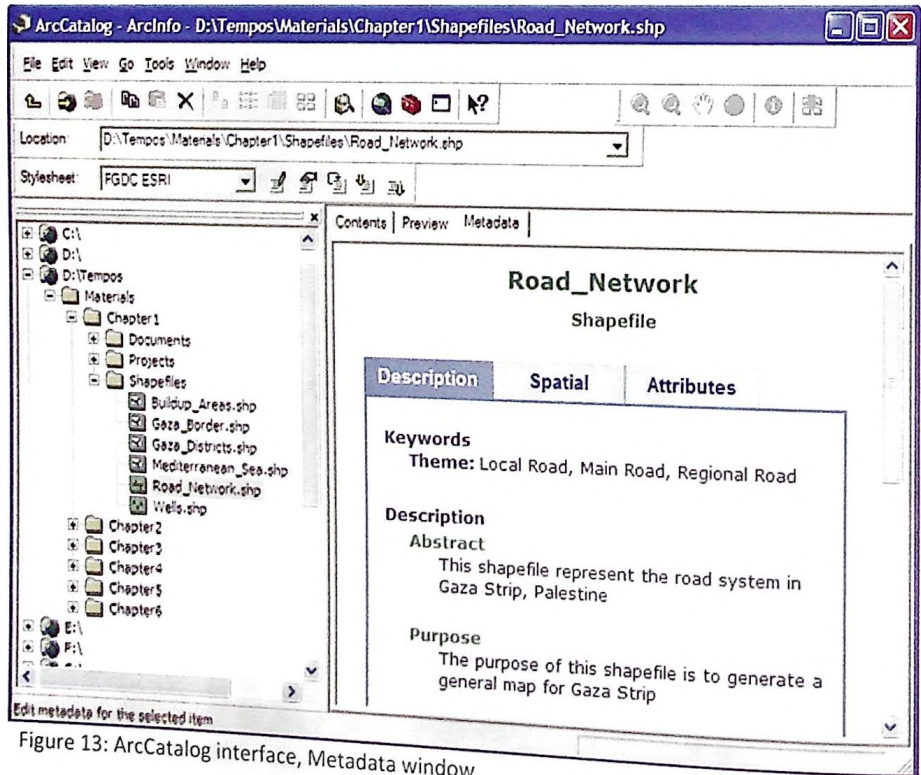 ArcCatalog - ArcInfo - D:\Tempos\Materials\Chapter1\Shapefiles\Road_Network.shp
File Edit View Go Tools Window Help
Location: D:\Tempos\Materials\Chapter1\Shapefiles\Road_Network.shp
Stylesheet: FGDC ESRI
Contents Preview Metadata
C:\
D:\
D:\Tempos
Materials
Chapter1
Documents
Projects
Shapefiles
Buildup_Areas.shp
Gaza_Border.shp
Gaza_Districts.shp
Mediterranean_Sea.shp
Road_Network.shp
Wells.shp
Chapter2
Chapter3
Chapter4
Chapter5
Chapter6
E:\
F:\
Road_Network
Shapefile
Description Spatial Attributes
Keywords
Theme: Local Road, Main Road, Regional Road
Description
Abstract
This shapefile represent the road system in
Gaza Strip, Palestine
Purpose
The purpose of this shapefile is to generate a
general map for Gaza Strip
Edit metadata for the selected item
Figure 13: ArcCatalog interface, Metadata window